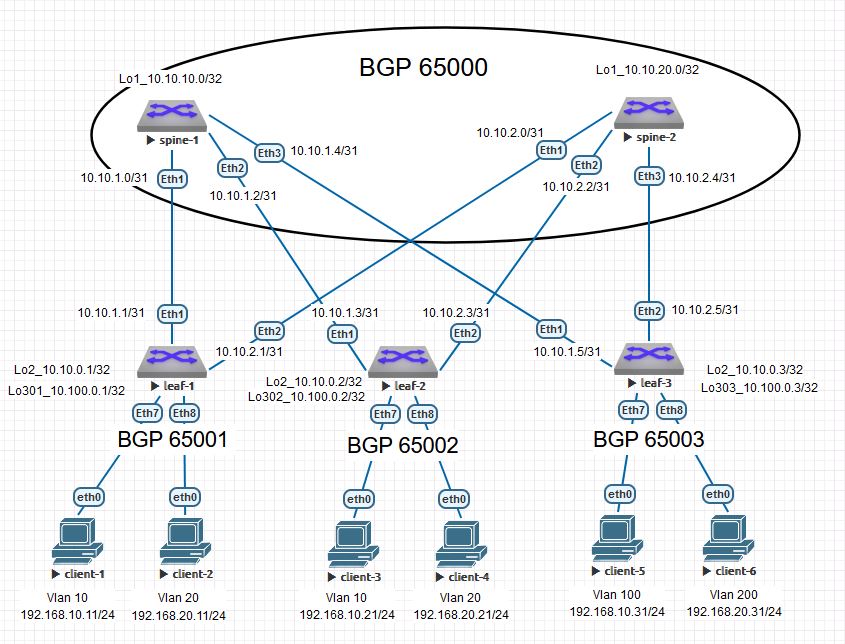 BGP 65000
Lo1_10.10.10.0/32
Lo1_10.10.20.0/32
spine-1
spine-2
10.10.1.0/31
Eth1
Eth2
10.10.1.2/31
Eth3
10.10.1.4/31
10.10.2.0/31
Eth1
Eth2
10.10.2.2/31
Eth3
10.10.2.4/31
10.10.1.1/31
Eth1
Eth2
10.10.2.1/31
10.10.1.3/31
Eth1
10.10.2.3/31
Eth2
Eth1
10.10.1.5/31
Eth2
10.10.2.5/31
Lo2_10.10.0.1/32
Lo301_10.100.0.1/32
leaf-1
Lo2_10.10.0.2/32
Lo302_10.100.0.2/32
leaf-2
leaf-3
Lo2_10.10.0.3/32
Lo303_10.100.0.3/32
Eth7
Eth8
Eth7
Eth8
Eth7
Eth8
BGP 65001
BGP 65002
BGP 65003
eth0
eth0
eth0
eth0
eth0
eth0
client-1
client-2
client-3
client-4
client-5
client-6
Vlan 10
192.168.10.11/24
Vlan 20
192.168.20.11/24
Vlan 10
192.168.10.21/24
Vlan 20
192.168.20.21/24
Vlan 100
192.168.10.31/24
Vlan 200
192.168.20.31/24